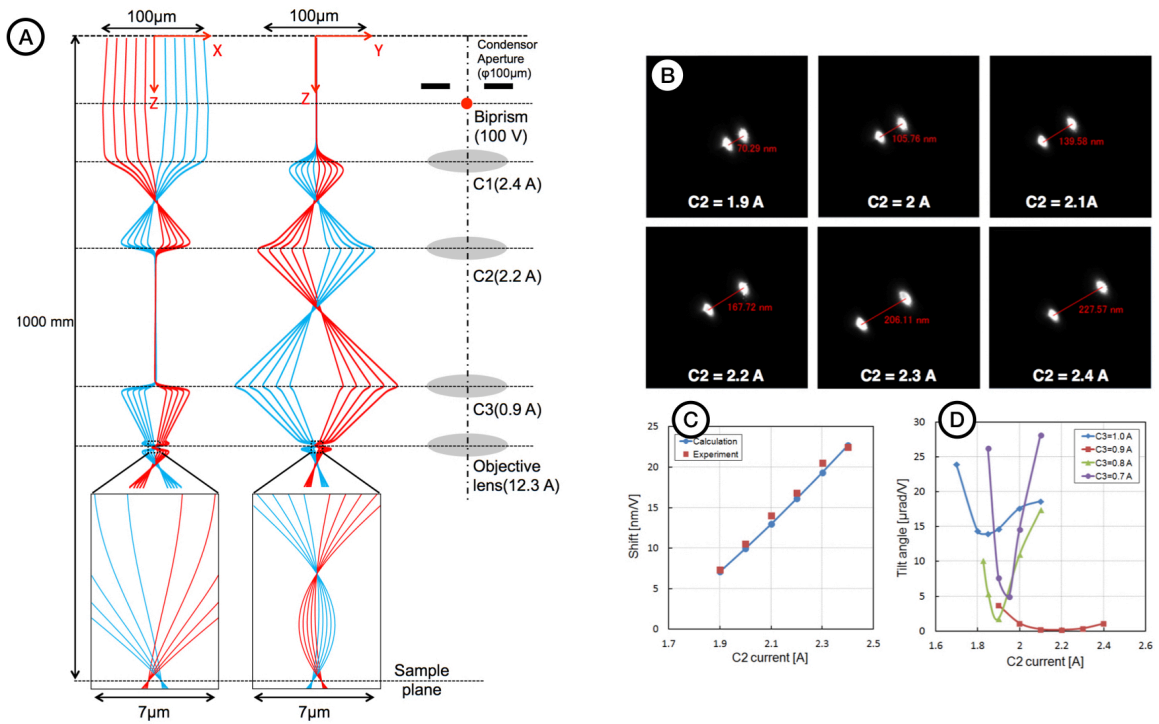 A
100µm
100µm
X
Y
Z
Z
Condensor
Aperture
(φ100µm)
Biprism
(100 V)
C1(2.4 A)
C2(2.2 A)
1000 mm
C3(0.9 A)
Objective
lens(12.3 A)
Sample
plane
7µm
7µm
B
70.29 nm
C2 = 1.9 A
105.76 nm
C2 = 2 A
139.58 nm
C2 = 2.1A
167.72 nm
C2 = 2.2 A
206.11 nm
C2 = 2.3 A
227.57 nm
C2 = 2.4 A
C
Calculation
Experiment
Shift [nm/V]
25
20
15
10
5
0
1.7
1.9
2.1
2.3
2.5
C2 current [A]
D
C3=1.0 A
C3=0.9 A
C3=0.8 A
C3=0.7 A
Tilt angle [µrad/V]
30
25
20
15
10
5
0
1.6
1.8
2
2.2
2.4
2.6
C2 current [A]